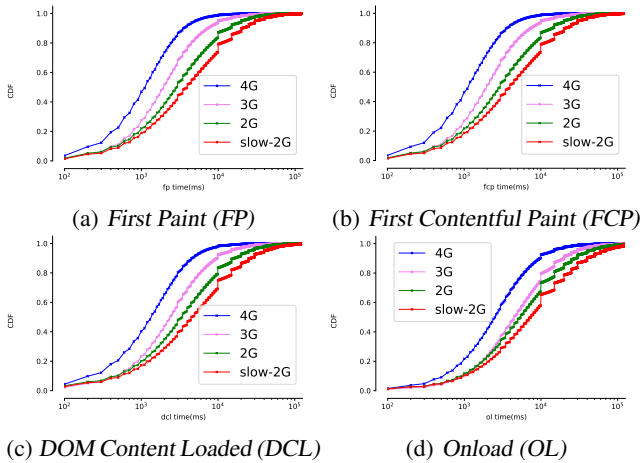 1.0
0.8
0.6
0.4
0.2
0.0
CDF
4G
3G
2G
slow-2G
10² 10³ 10⁴ 10⁵
fp time(ms)
(a) First Paint (FP)
1.0
0.8
0.6
0.4
0.2
0.0
CDF
4G
3G
2G
slow-2G
10² 10³ 10⁴ 10⁵
fcp time(ms)
(b) First Contentful Paint (FCP)
1.0
0.8
0.6
0.4
0.2
0.0
CDF
4G
3G
2G
slow-2G
10² 10³ 10⁴ 10⁵
dcl time(ms)
(c) DOM Content Loaded (DCL)
1.0
0.8
0.6
0.4
0.2
0.0
CDF
4G
3G
2G
slow-2G
10² 10³ 10⁴ 10⁵
ol time(ms)
(d) Onload (OL)